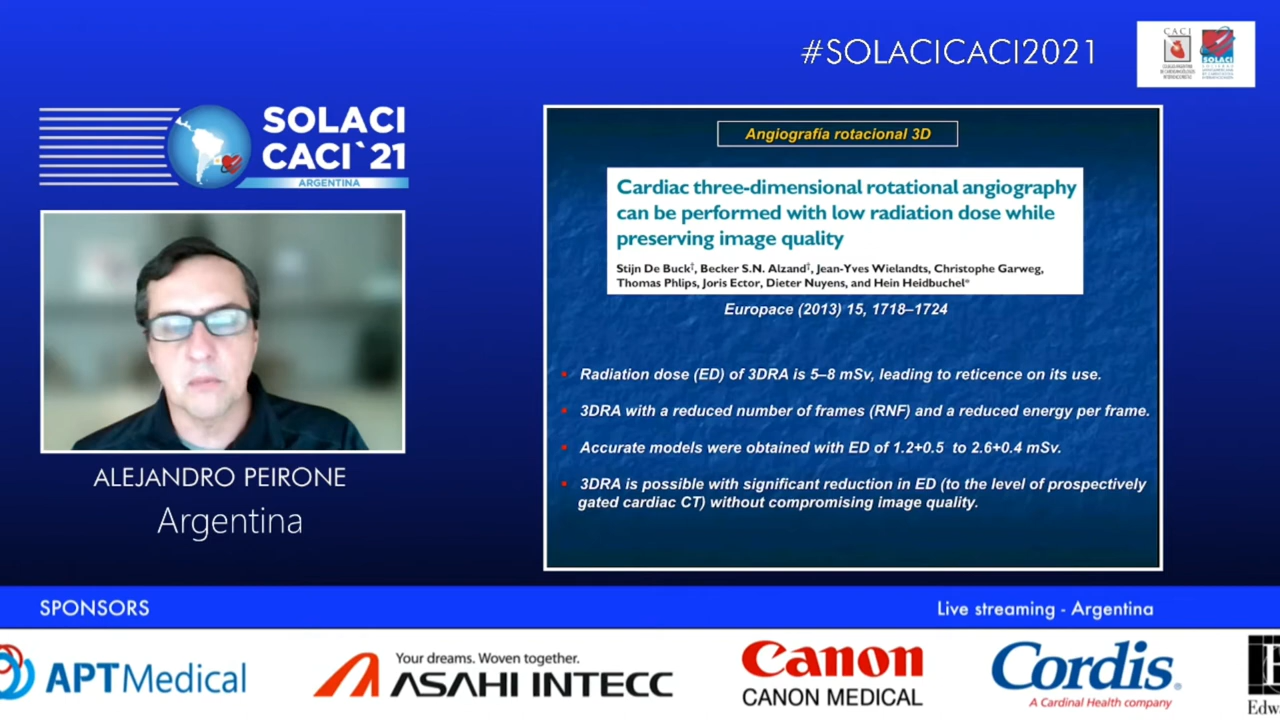 #SOLACICACI2021
CACI
SOLACI
SOLACI
CACI`21
ARGENTINA
ALEJANDRO PEIRONE
Argentina
Angiografía rotacional 3D
Cardiac three-dimensional rotational angiography
can be performed with low radiation dose while
preserving image quality
Stijn De Buck†, Becker S.N. Alzand†, Jean-Yves Wielandts, Christophe Garweg,
Thomas Phlips, Joris Ector, Dieter Nuyens, and Hein Heidbuchel*
Europace (2013) 15, 1718–1724
• Radiation dose (ED) of 3DRA is 5–8 mSv, leading to reticence on its use.
• 3DRA with a reduced number of frames (RNF) and a reduced energy per frame.
• Accurate models were obtained with ED of 1.2+0.5 to 2.6+0.4 mSv.
• 3DRA is possible with significant reduction in ED (to the level of prospectively
gated cardiac CT) without compromising image quality.
SPONSORS
Live streaming - Argentina
APT Medical
Your dreams. Woven together.
ASAHI INTECC
Canon
CANON MEDICAL
Cordis®
A Cardinal Health company
E
Edwa